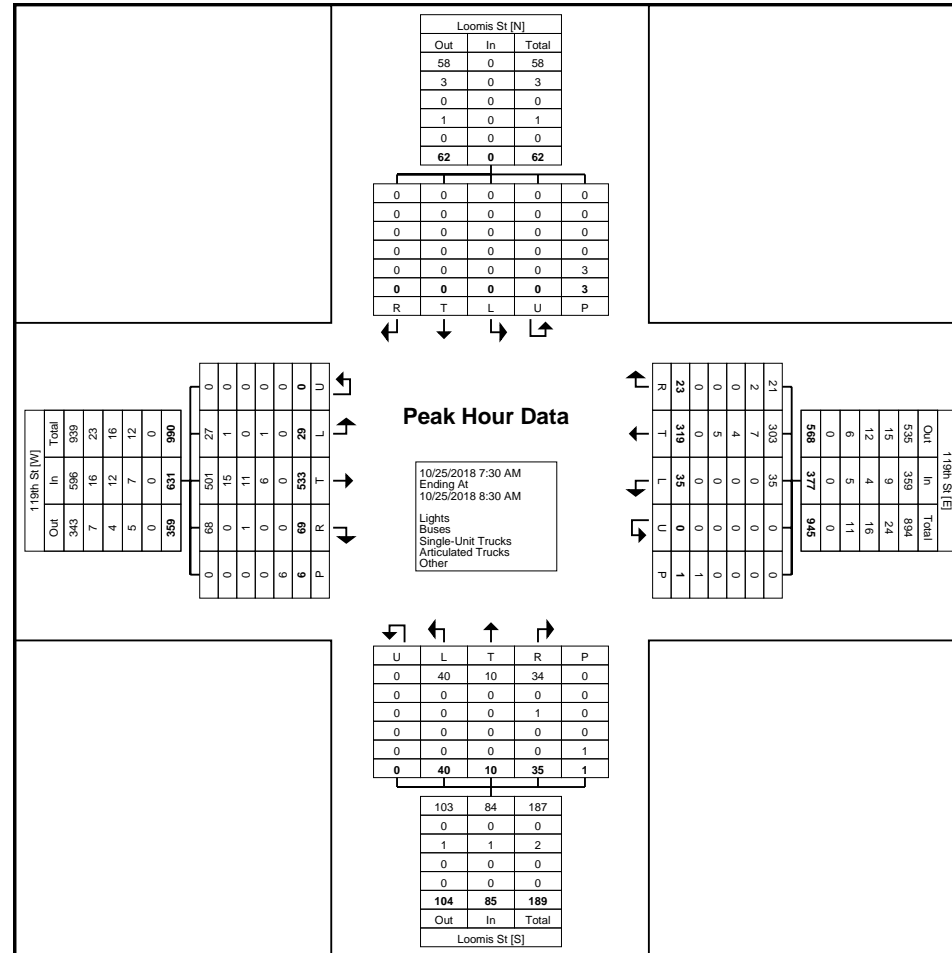 Loomis St [N]
Out In Total
58 0 58
3 0 3
0 0 0
1 0 1
0 0 0
62 0 62
0 0 0 0 0
0 0 0 0 0
0 0 0 0 0
0 0 0 0 0
0 0 0 0 3
0 0 0 0 3
R T L U P
119th St [W]
Total 939 23 16 12 0 990
In 596 16 12 7 0 631
Out 343 7 4 5 0 359
0 0 0 0 0 0 U
27 1 0 1 0 29 L
501 15 11 6 0 533 T
68 0 1 0 0 69 R
0 0 0 0 6 6 P
Peak Hour Data
10/25/2018 7:30 AM
Ending At
10/25/2018 8:30 AM
Lights
Buses
Single-Unit Trucks
Articulated Trucks
Other
R 23 0 0 0 2 21
T 319 0 5 4 7 303
L 35 0 0 0 0 35
U 0 0 0 0 0 0
P 1 1 0 0 0 0
119th St [E]
568 0 6 12 15 535 Out
377 0 5 4 9 359 In
945 0 11 16 24 894 Total
U L T R P
0 40 10 34 0
0 0 0 0 0
0 0 0 1 0
0 0 0 0 0
0 0 0 0 1
0 40 10 35 1
103 84 187
0 0 0
1 1 2
0 0 0
0 0 0
104 85 189
Out In Total
Loomis St [S]